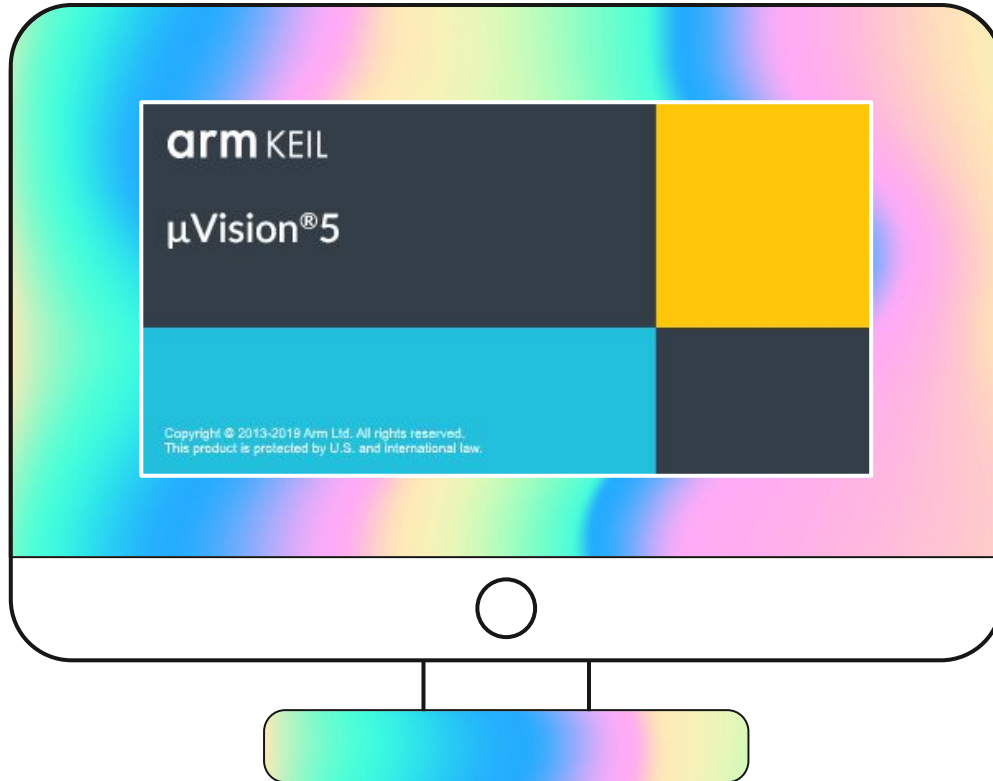 arm KEIL
µVision®5
Copyright © 2013-2019 Arm Ltd. All rights reserved.
This product is protected by U.S. and international law.